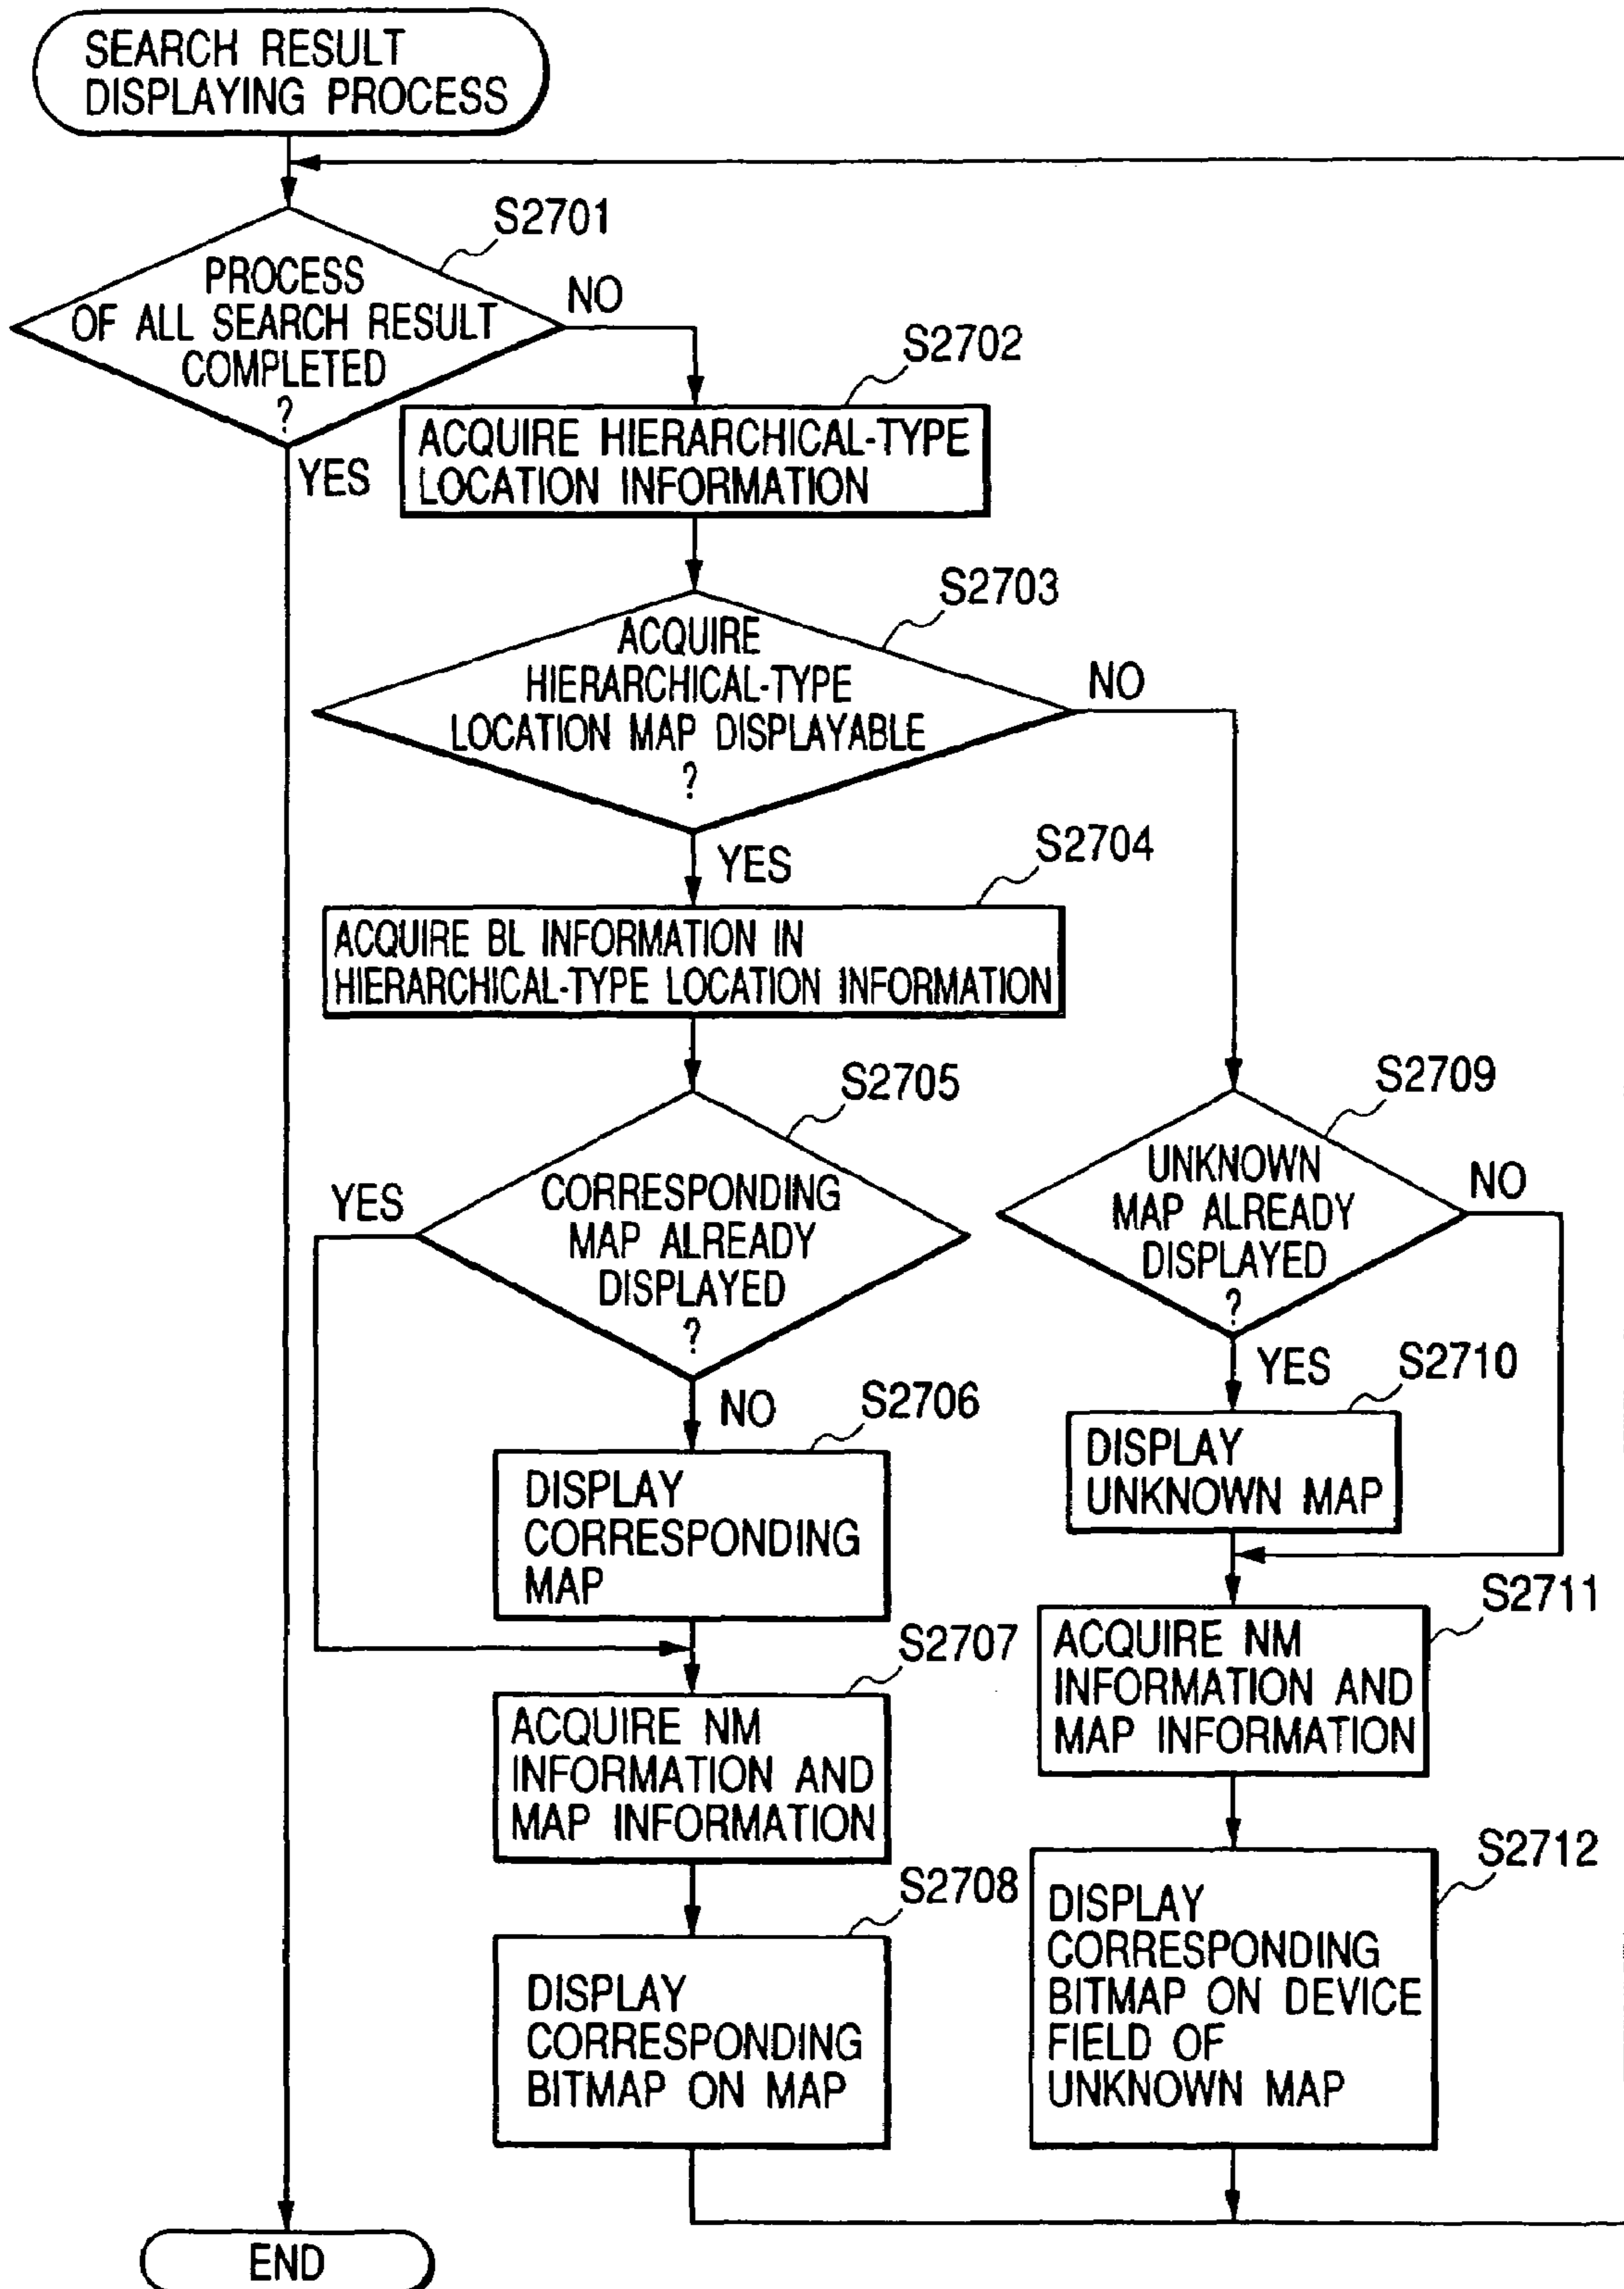 SEARCH RESULT
DISPLAYING PROCESS
S2701
PROCESS
OF ALL SEARCH RESULT
COMPLETED
?
NO
YES
S2702
ACQUIRE HIERARCHICAL-TYPE
LOCATION INFORMATION
S2703
ACQUIRE
HIERARCHICAL-TYPE
LOCATION MAP DISPLAYABLE
?
NO
YES
S2704
ACQUIRE BL INFORMATION IN
HIERARCHICAL-TYPE LOCATION INFORMATION
S2705
CORRESPONDING
MAP ALREADY
DISPLAYED
?
YES
NO
S2706
DISPLAY
CORRESPONDING
MAP
S2707
ACQUIRE NM
INFORMATION AND
MAP INFORMATION
S2708
DISPLAY
CORRESPONDING
BITMAP ON MAP
S2709
UNKNOWN
MAP ALREADY
DISPLAYED
?
NO
YES
S2710
DISPLAY
UNKNOWN MAP
S2711
ACQUIRE NM
INFORMATION AND
MAP INFORMATION
S2712
DISPLAY
CORRESPONDING
BITMAP ON DEVICE
FIELD OF
UNKNOWN MAP
END